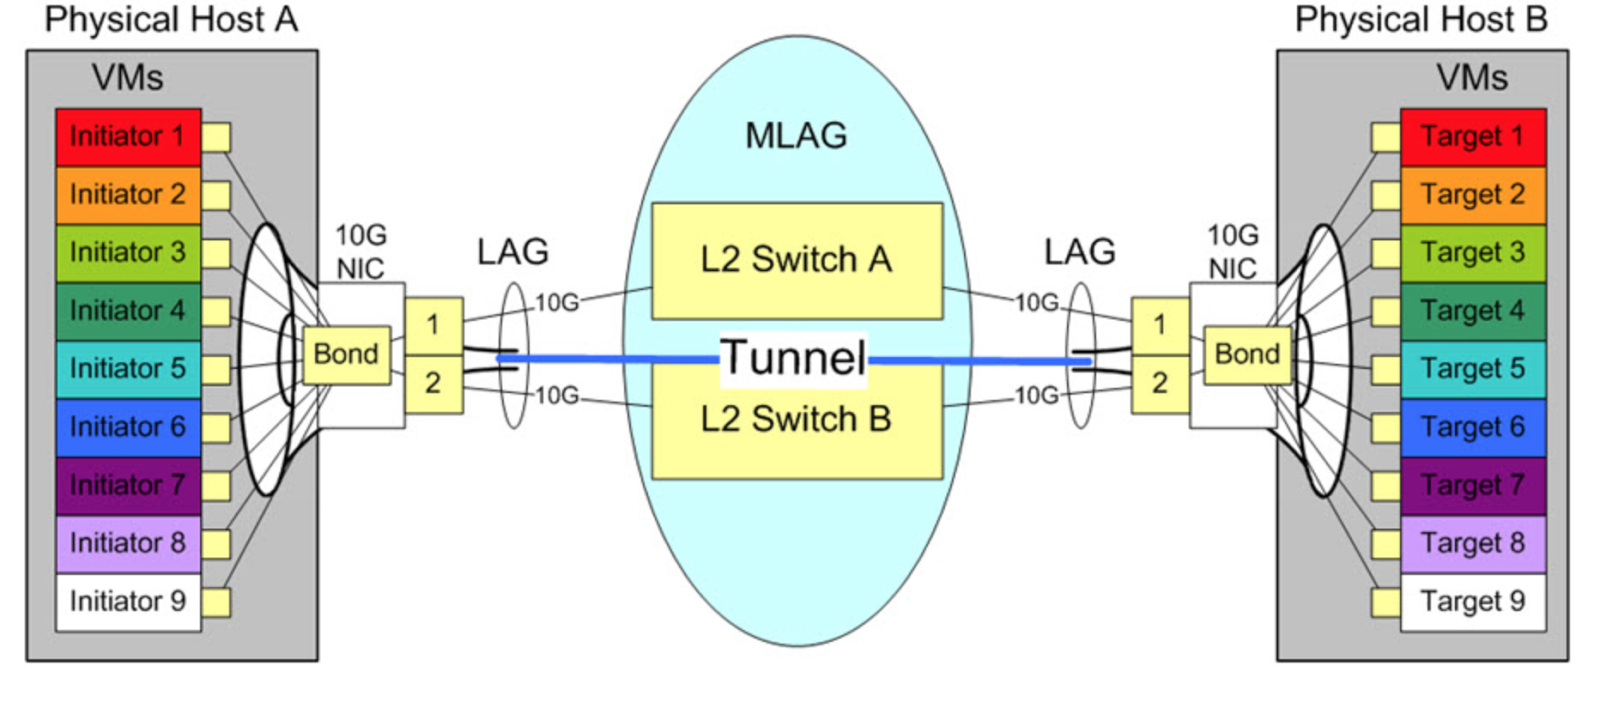 Physical Host A
Physical Host B
VMs
VMs
Initiator 1
Initiator 2
Initiator 3
Initiator 4
Initiator 5
Initiator 6
Initiator 7
Initiator 8
Initiator 9
10G
NIC
Bond
1
2
LAG
10G
10G
MLAG
L2 Switch A
Tunnel
L2 Switch B
LAG
10G
10G
10G
NIC
1
2
Bond
Target 1
Target 2
Target 3
Target 4
Target 5
Target 6
Target 7
Target 8
Target 9